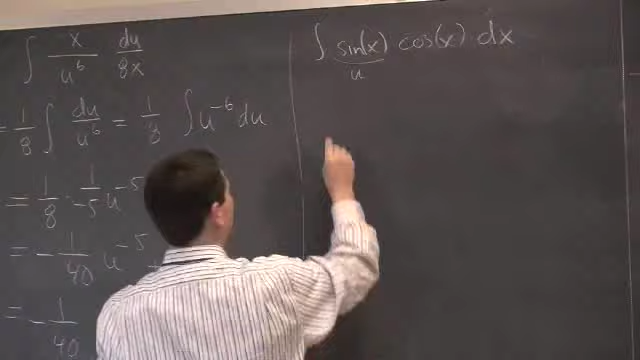 ∫ x/u⁶ du/8x
= 1/8 ∫ du/u⁶ = 1/8 ∫ u⁻⁶ du
= 1/8 · 1/-5 u⁻⁵
= - 1/40 u⁻⁵
= - 1/40
∫ sin(x) cos(x) dx
u